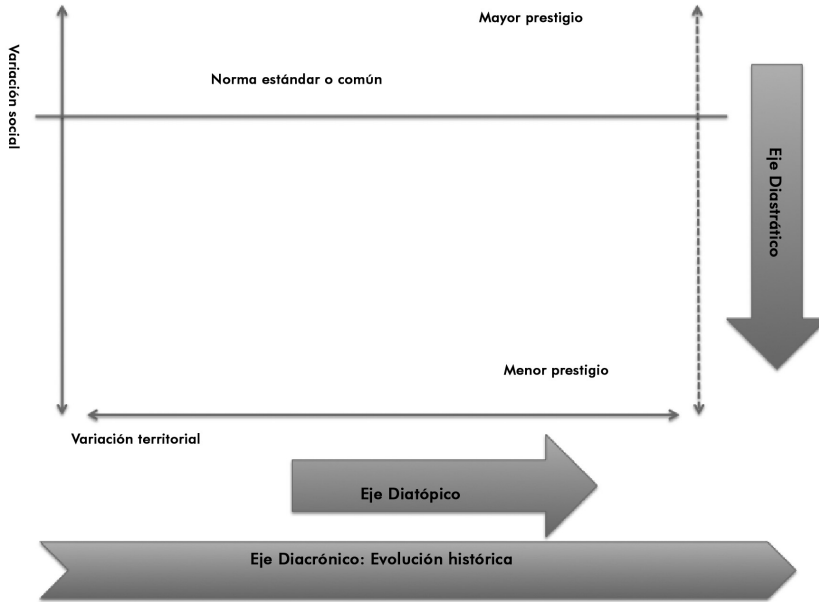 Mayor prestigio
Variación social
Norma estándar o común
Eje Diastrático
Menor prestigio
Variación territorial
Eje Diatópico
Eje Diacrónico: Evolución histórica